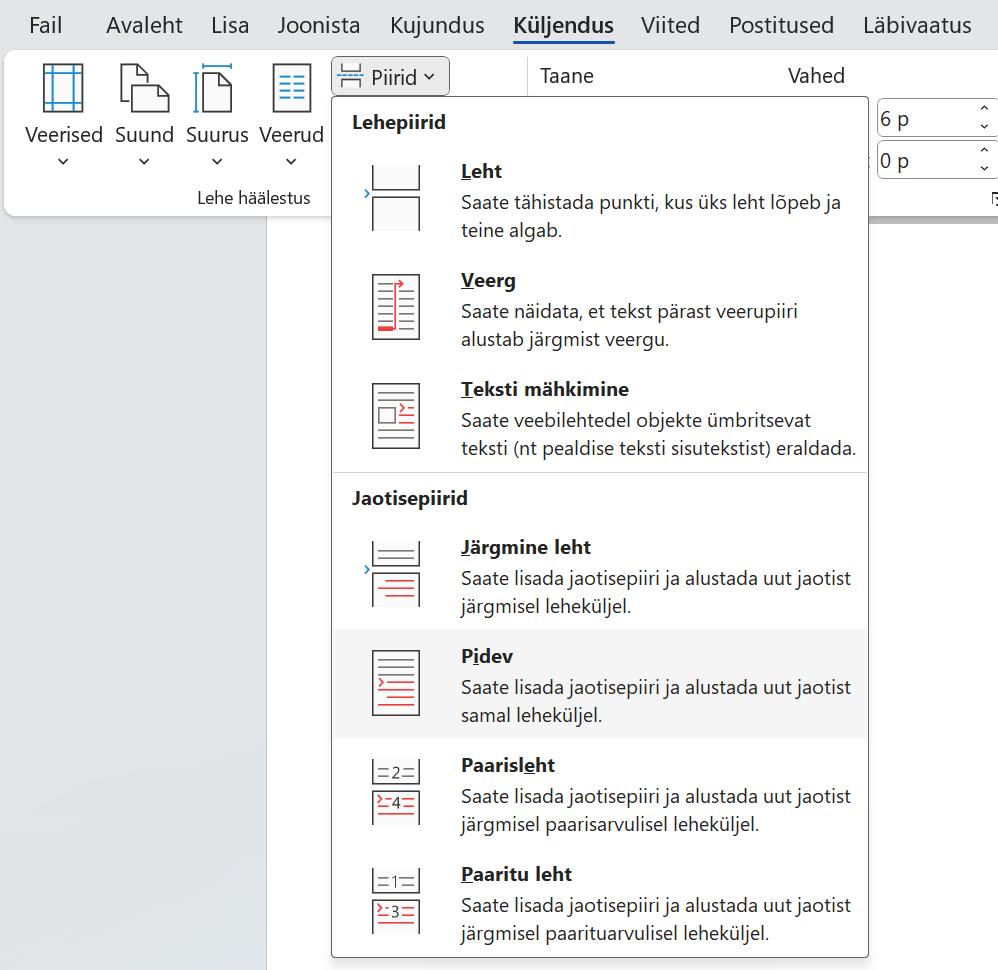 Fail Avaleht Lisa Joonista Kujundus Küljendus Viited Postitused Läbivaatus
Veerised Suund Suurus Veerud
Lehe häälestus
Piirid
Taane Vahed
6 p
0 p
Lehepiirid
Leht
Saate tähistada punkti, kus üks leht lõpeb ja
teine algab.
Veerg
Saate näidata, et tekst pärast veerupiiri
alustab järgmist veergu.
Teksti mähkimine
Saate veebilehtedel objekte ümbritsevat
teksti (nt pealdise teksti sisutekstist) eraldada.
Jaotisepiirid
Järgmine leht
Saate lisada jaotisepiiri ja alustada uut jaotist
järgmisel leheküljel.
Pidev
Saate lisada jaotisepiiri ja alustada uut jaotist
samal leheküljel.
2
4
Paarisleht
Saate lisada jaotisepiiri ja alustada uut jaotist
järgmisel paarisarvulisel leheküljel.
1
3
Paaritu leht
Saate lisada jaotisepiiri ja alustada uut jaotist
järgmisel paarituarvulisel leheküljel.